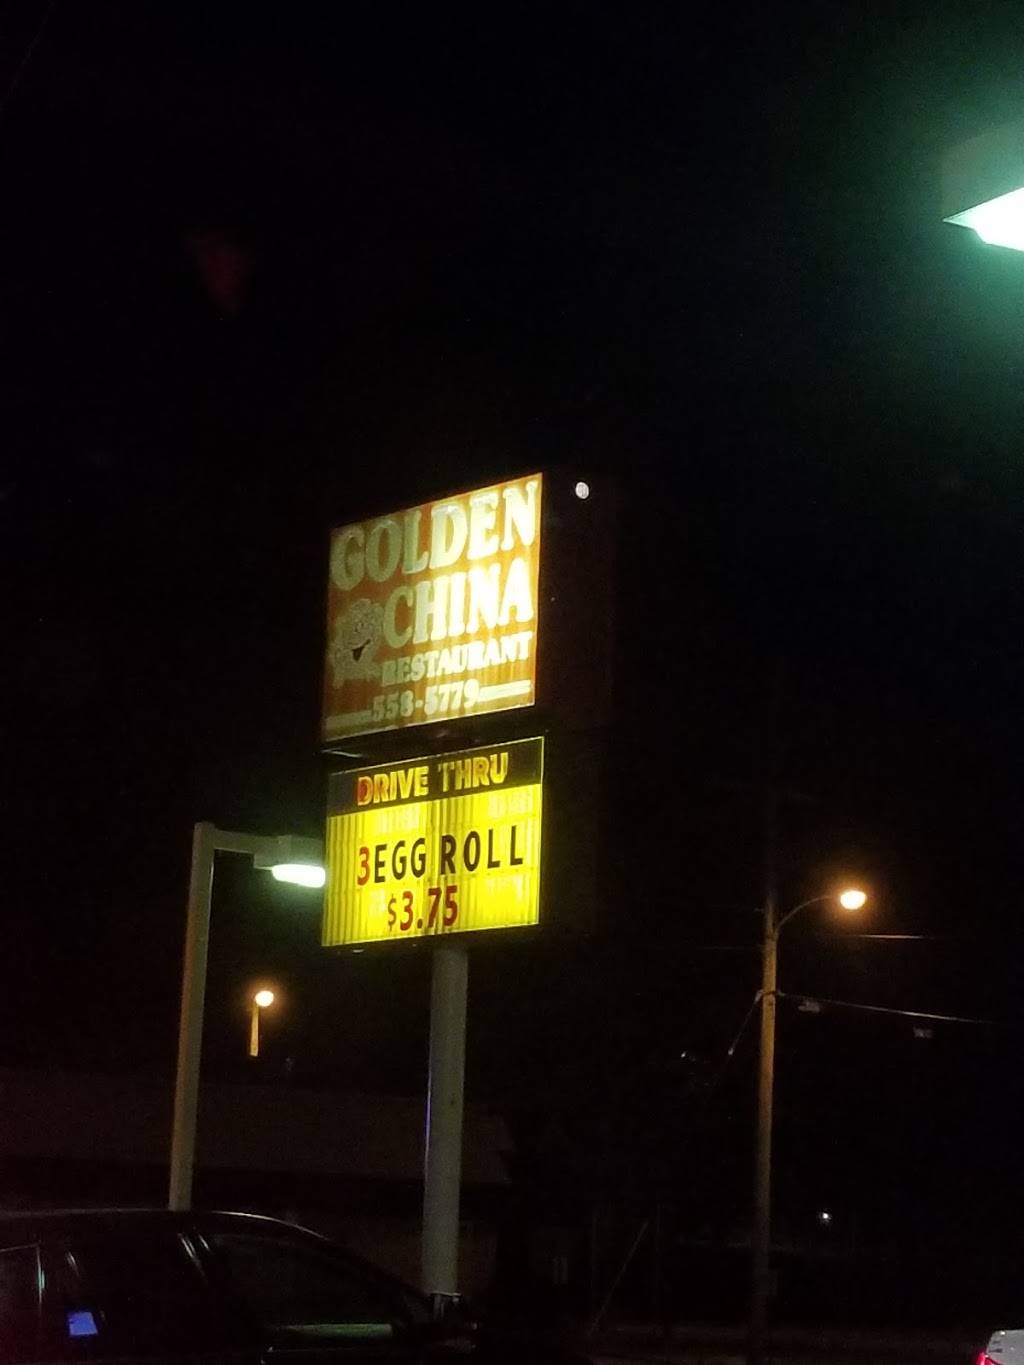 GOLDEN
CHINA
RESTAURANT
558-5779
DRIVE THRU
3EGG ROLL
$3.75